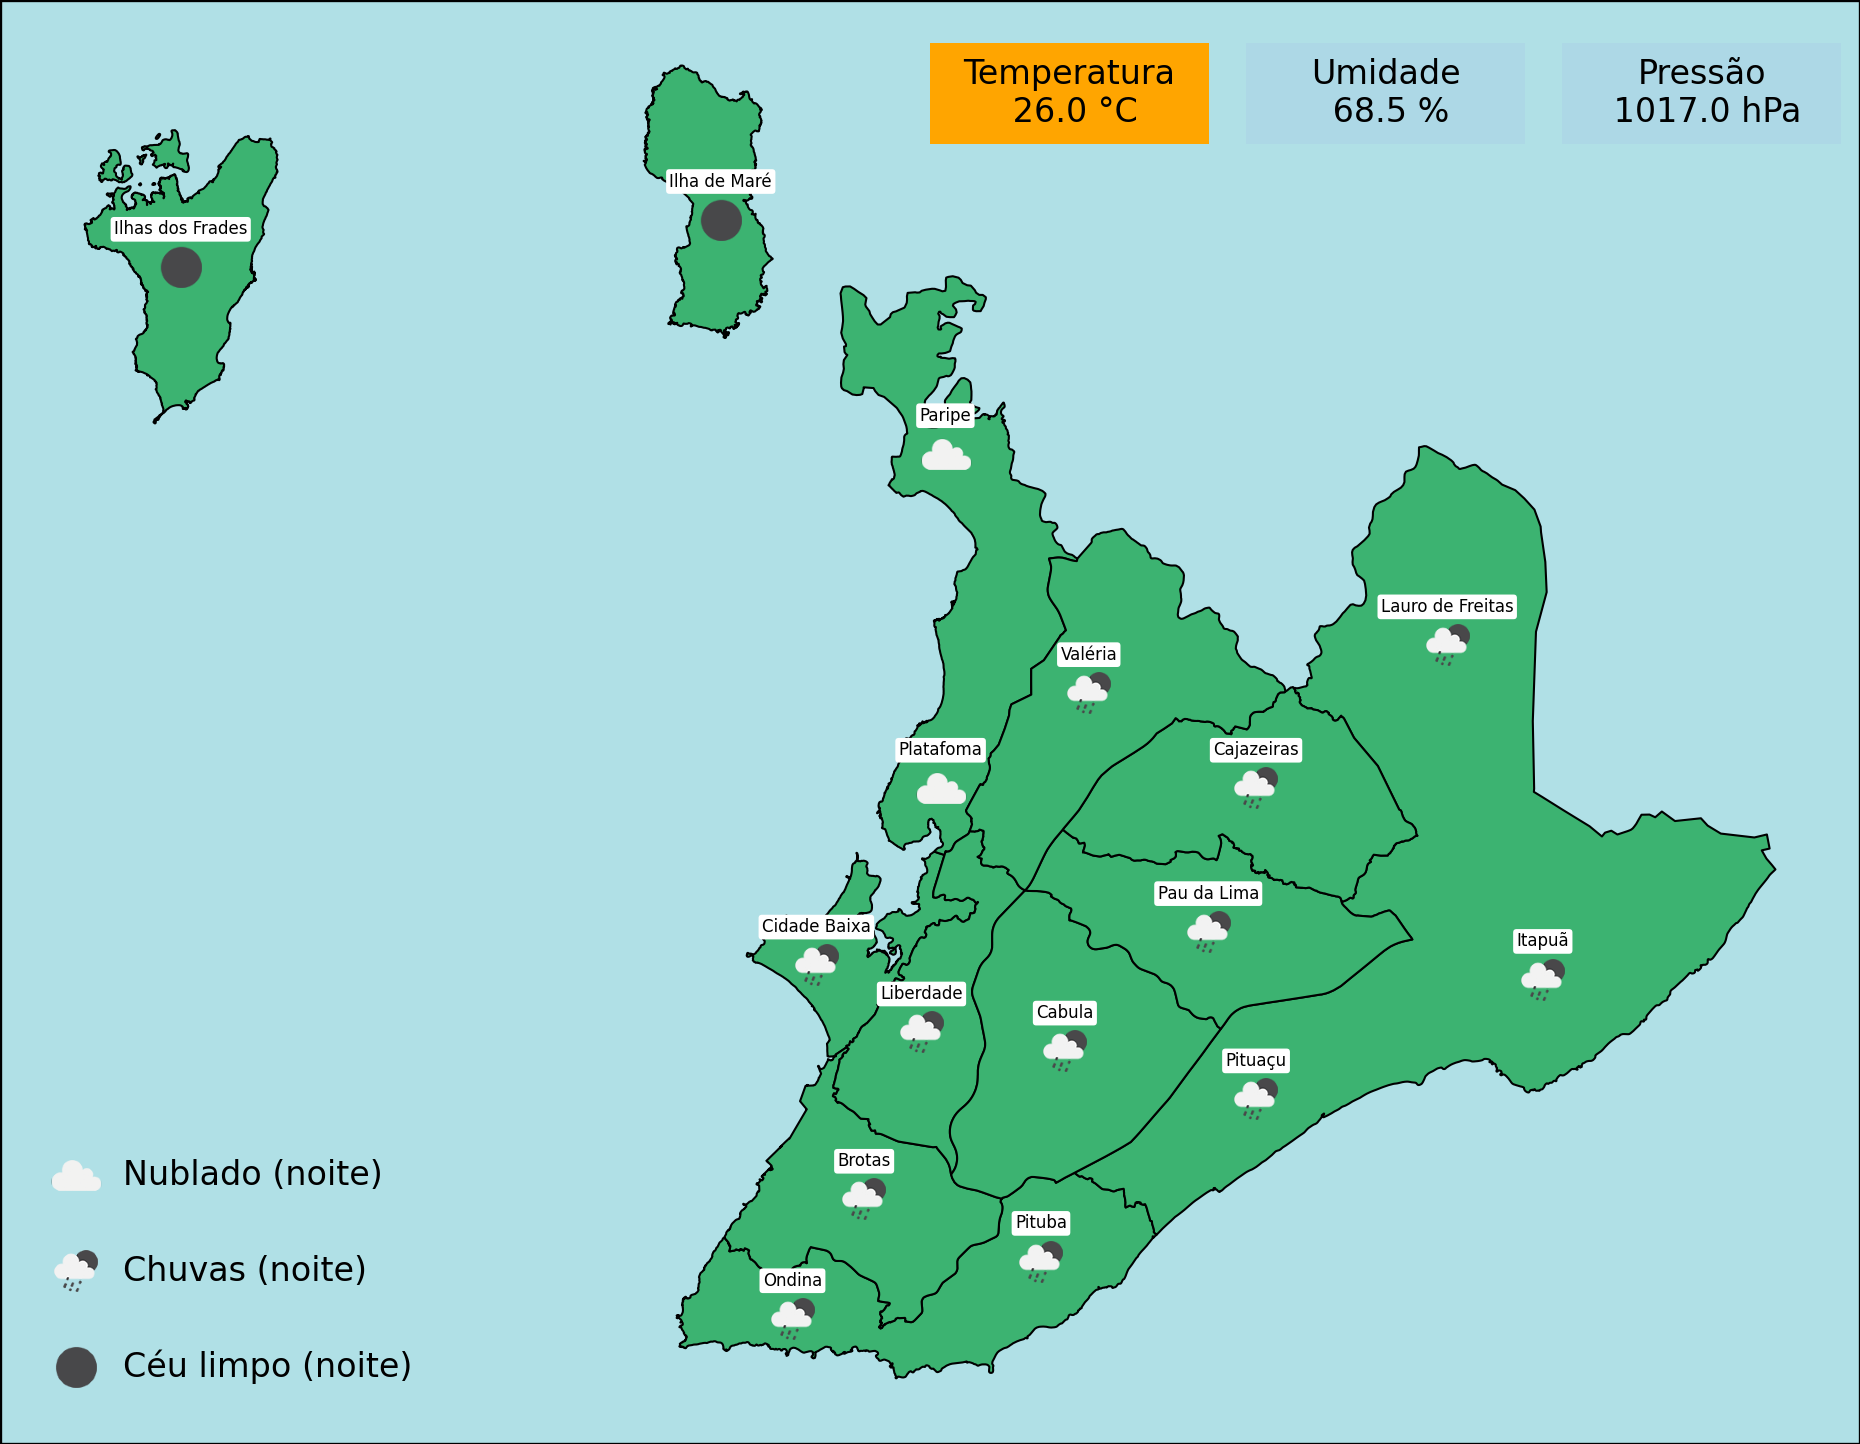 Temperatura
26.0 °C
Umidade
68.5 %
Pressão
1017.0 hPa
Ilha de Maré
Ilhas dos Frades
Paripe
Lauro de Freitas
Valéria
Platafoma
Cajazeiras
Pau da Lima
Cidade Baixa
Itapuã
Liberdade
Cabula
Pituaçu
Brotas
Pituba
Ondina
Nublado (noite)
Chuvas (noite)
Céu limpo (noite)